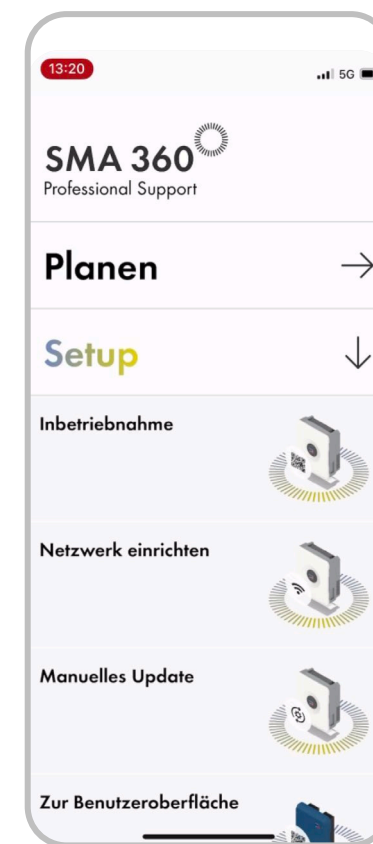 13:20
5G
SMA 360
Professional Support
Planen
Setup
Inbetriebnahme
Netzwerk einrichten
Manuelles Update
Zur Benutzeroberfläche